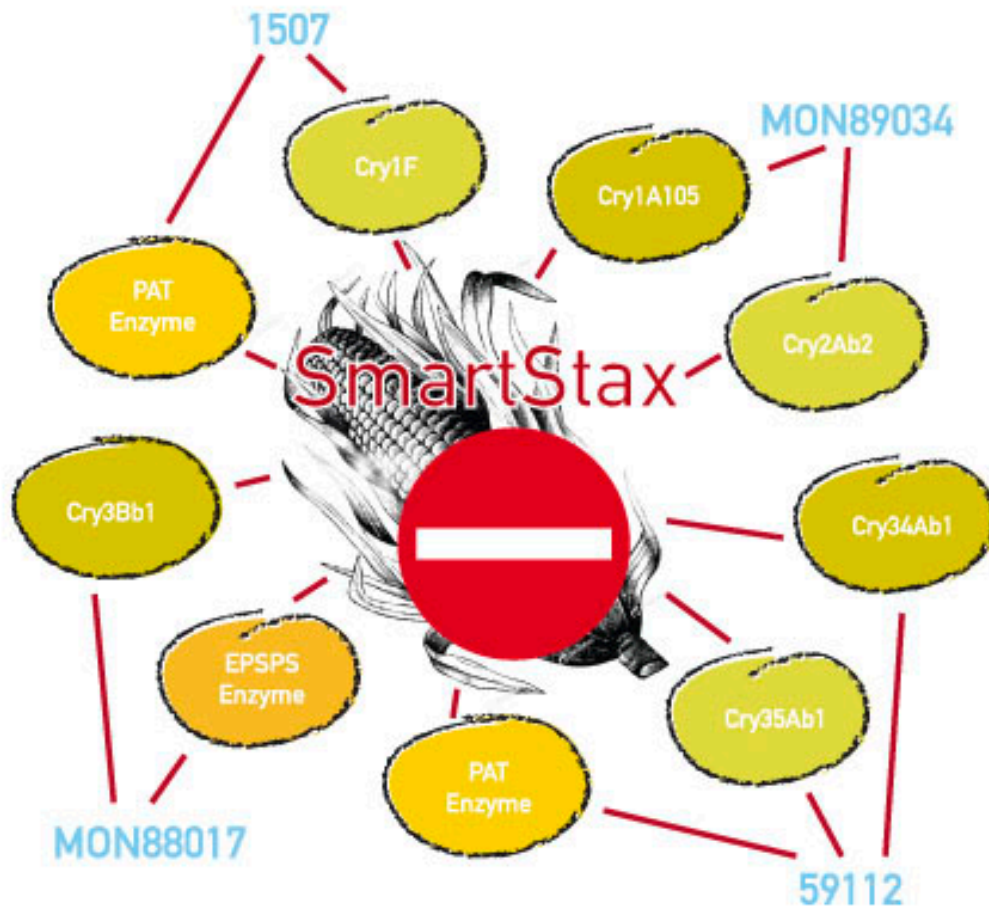 1507
MON89034
Cry1F
Cry1A105
PAT
Enzyme
Cry2Ab2
SmartStax
Cry3Bb1
Cry34Ab1
EPSPS
Enzyme
Cry35Ab1
PAT
Enzyme
MON88017
59112